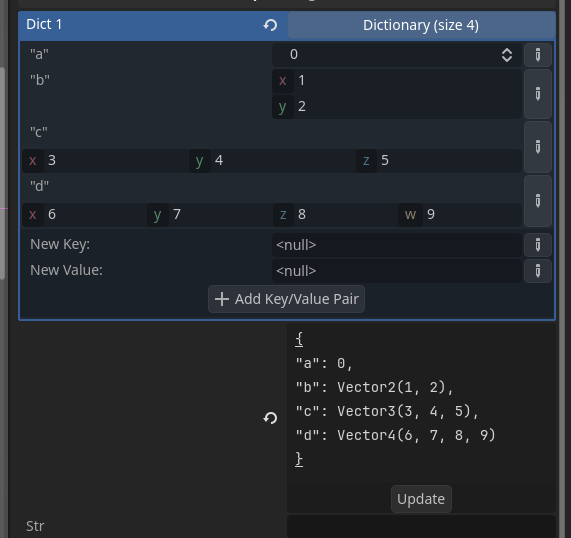 Dict 1 Dictionary (size 4)
"a" 0
"b" x 1
y 2
"c"
x 3 y 4 z 5
"d"
x 6 y 7 z 8 w 9
New Key: <null>
New Value: <null>
Add Key/Value Pair
{
"a": 0,
"b": Vector2(1, 2),
"c": Vector3(3, 4, 5),
"d": Vector4(6, 7, 8, 9)
}
Update
Str